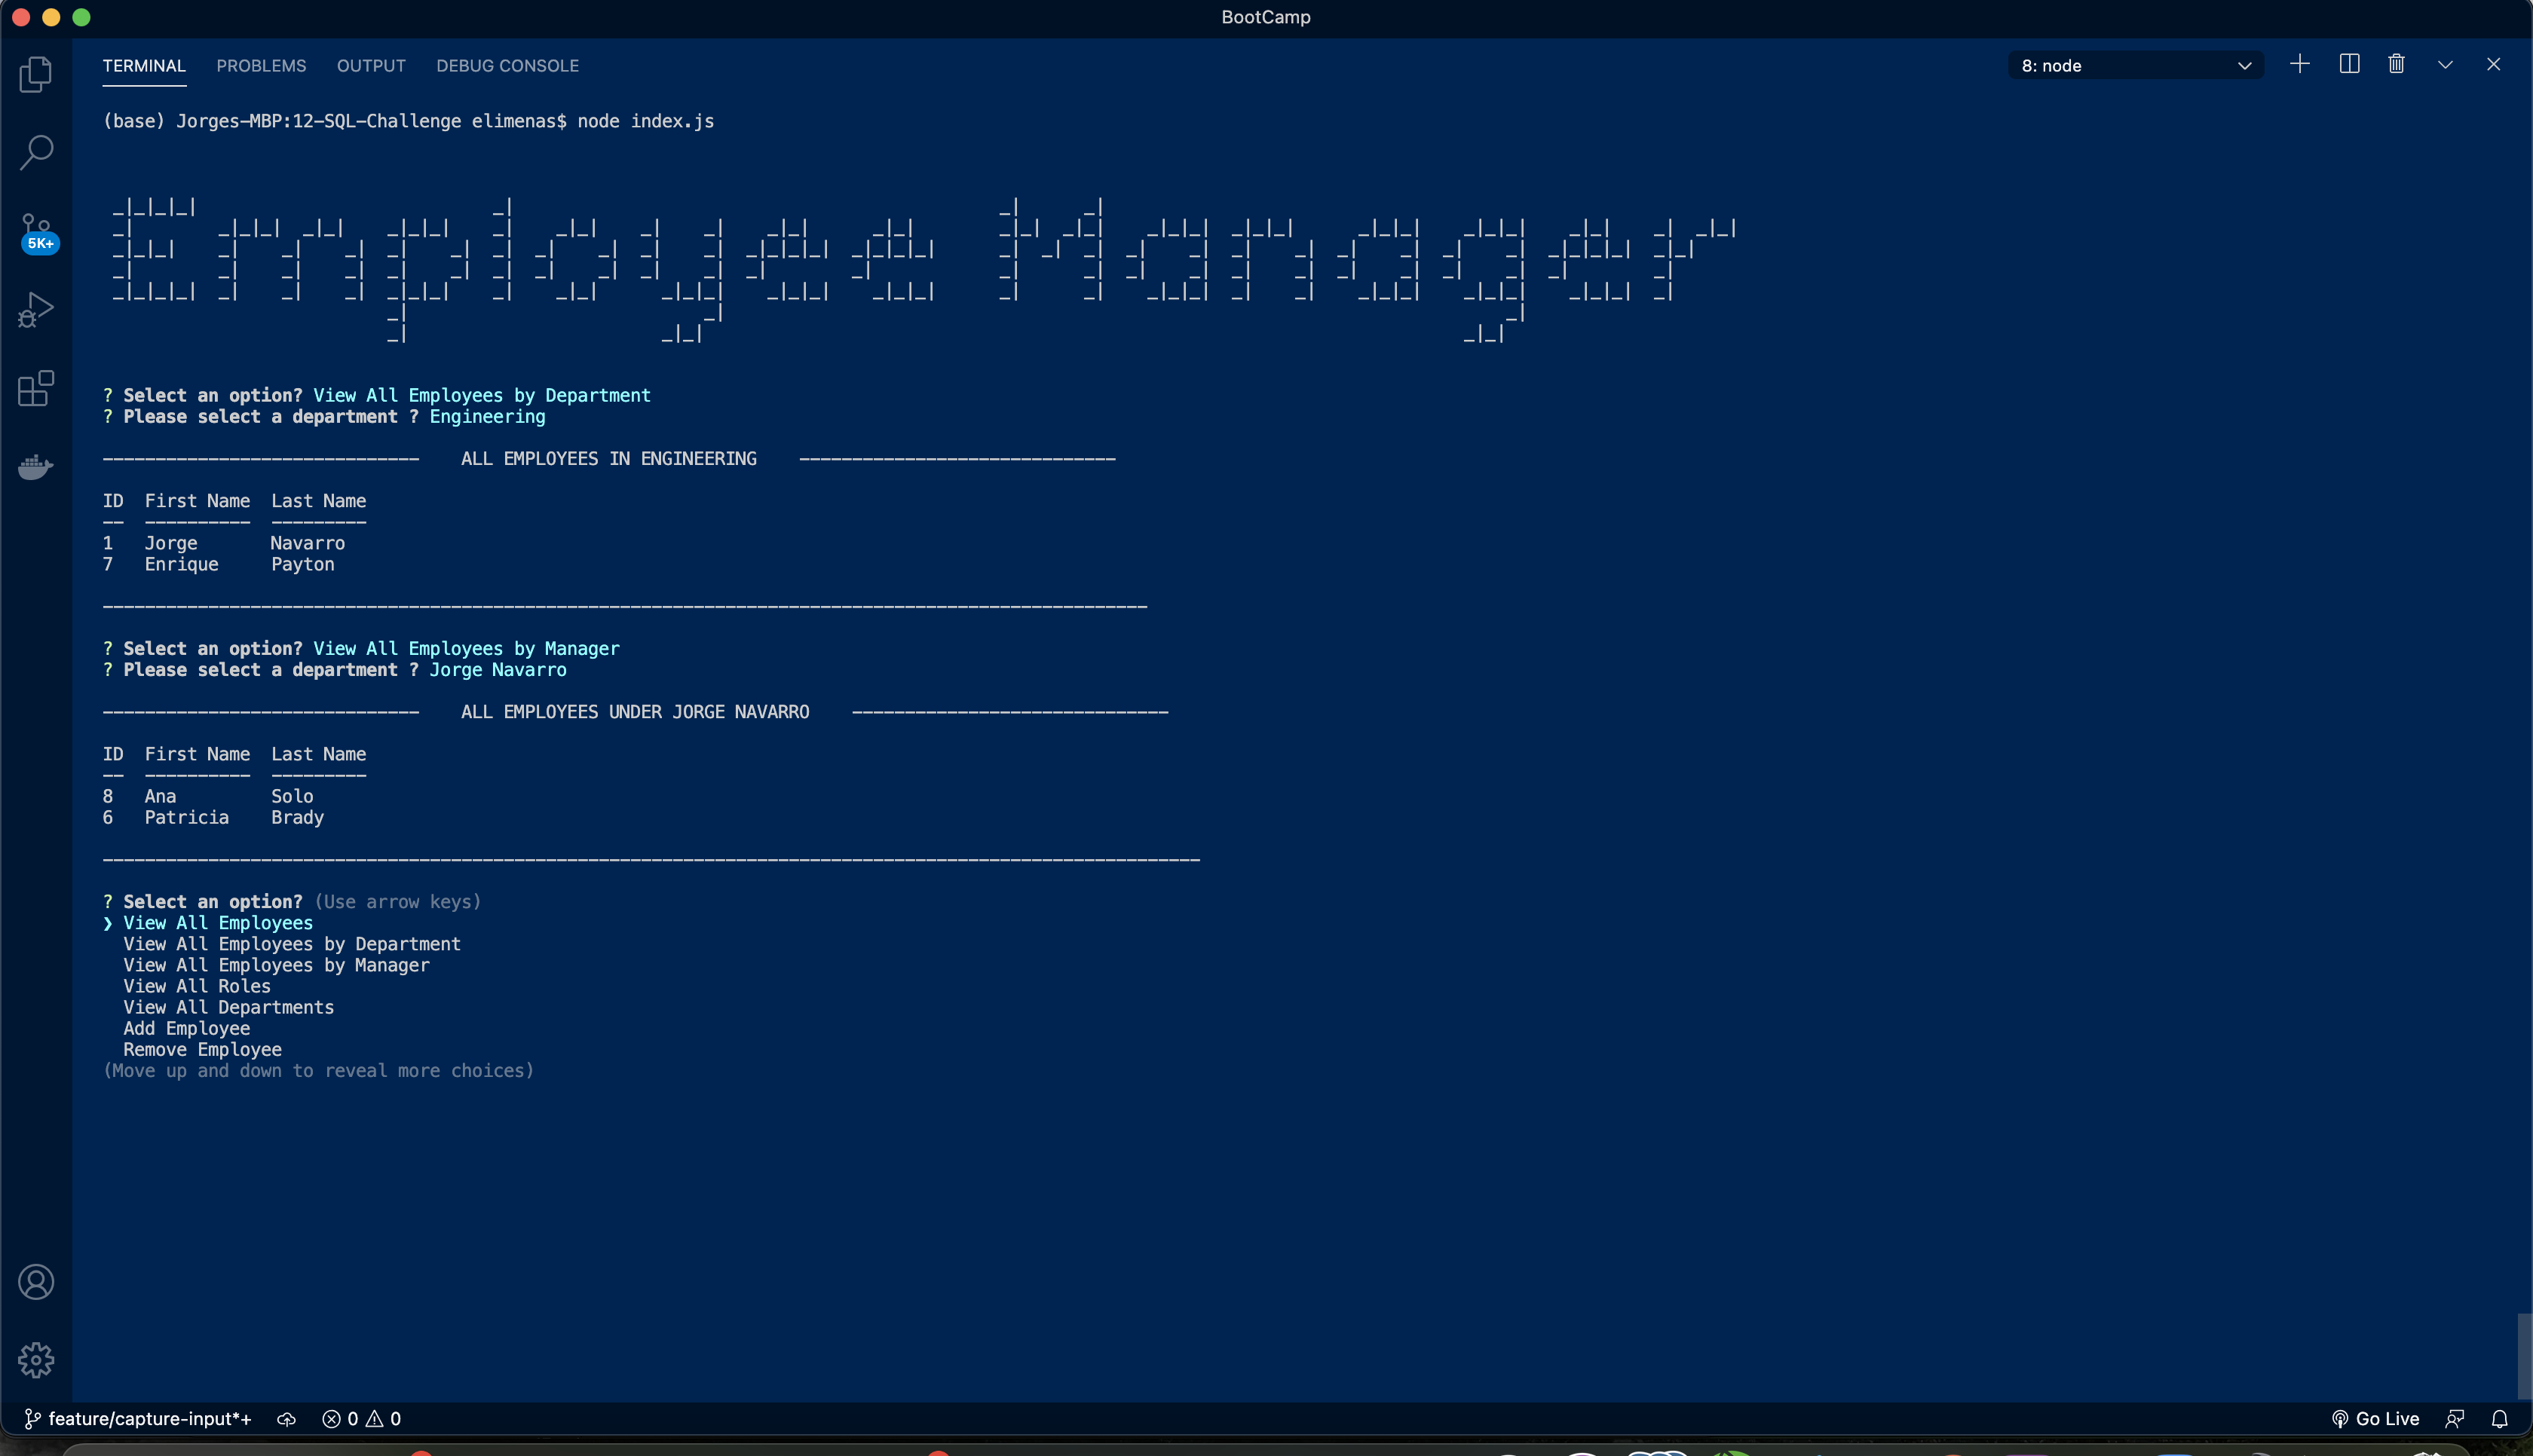 BootCamp
TERMINAL PROBLEMS OUTPUT DEBUG CONSOLE 8: node
(base) Jorges-MBP:12-SQL-Challenge elimenas$ node index.js
Employee Manager
? Select an option? View All Employees by Department
? Please select a department ? Engineering
------------------------------    ALL EMPLOYEES IN ENGINEERING    ------------------------------
ID  First Name  Last Name
--  ----------  ---------
1   Jorge       Navarro
7   Enrique     Payton
---------------------------------------------------------------------------------------------------
? Select an option? View All Employees by Manager
? Please select a department ? Jorge Navarro
------------------------------    ALL EMPLOYEES UNDER JORGE NAVARRO    ------------------------------
ID  First Name  Last Name
--  ----------  ---------
8   Ana         Solo
6   Patricia    Brady
--------------------------------------------------------------------------------------------------------
? Select an option? (Use arrow keys)
❯ View All Employees
View All Employees by Department
View All Employees by Manager
View All Roles
View All Departments
Add Employee
Remove Employee
(Move up and down to reveal more choices)
5K+
feature/capture-input*+ 0 0 Go Live